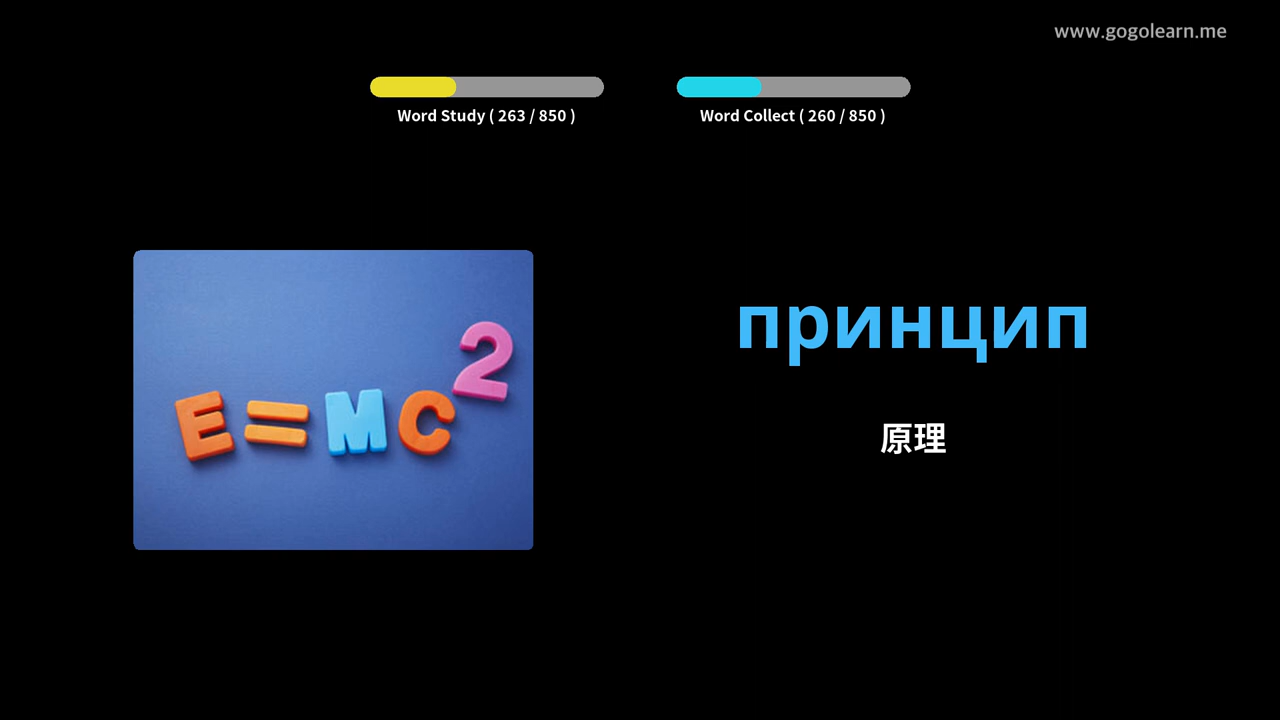 www.gogolearn.me
Word Study ( 263 / 850 )
Word Collect ( 260 / 850 )
E=MC2
принцип
原理